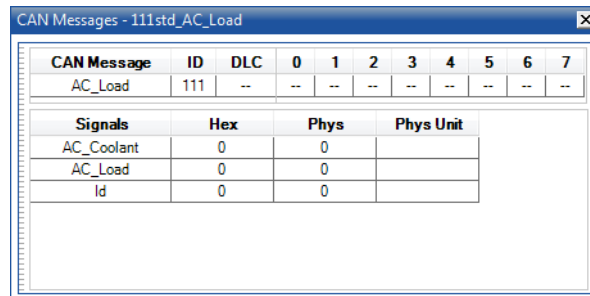 CAN Messages - 111std_AC_Load
CAN Message ID DLC 0 1 2 3 4 5 6 7
AC_Load 111 -- -- -- -- -- -- -- -- --
Signals Hex Phys Phys Unit
AC_Coolant 0 0
AC_Load 0 0
Id 0 0